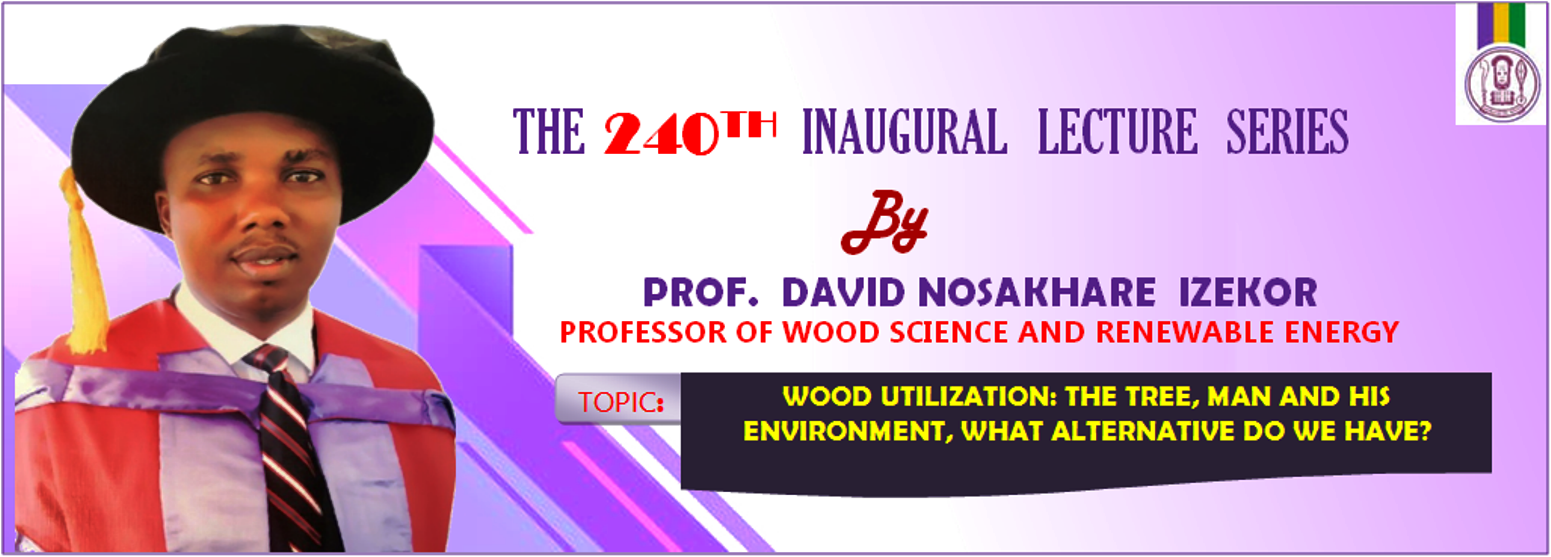 THE 240TH INAUGURAL LECTURE SERIES
By
PROF. DAVID NOSAKHARE IZEKOR
PROFESSOR OF WOOD SCIENCE AND RENEWABLE ENERGY
TOPIC:
WOOD UTILIZATION: THE TREE, MAN AND HIS
ENVIRONMENT, WHAT ALTERNATIVE DO WE HAVE?